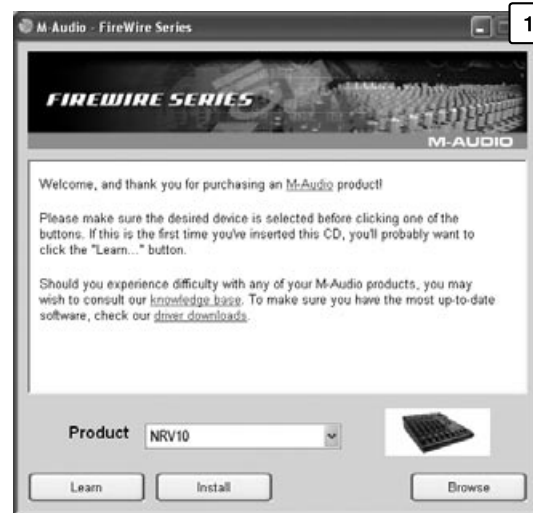 M-Audio - FireWire Series
1
FIREWIRE SERIES
M-AUDIO
Welcome, and thank you for purchasing an M-Audio product!
Please make sure the desired device is selected before clicking one of the
buttons. If this is the first time you've inserted this CD, you'll probably want to
click the "Learn..." button.
Should you experience difficulty with any of your M-Audio products, you may
wish to consult our knowledge base. To make sure you have the most up-to-date
software, check our driver downloads.
Product
NRV10
Learn
Install
Browse